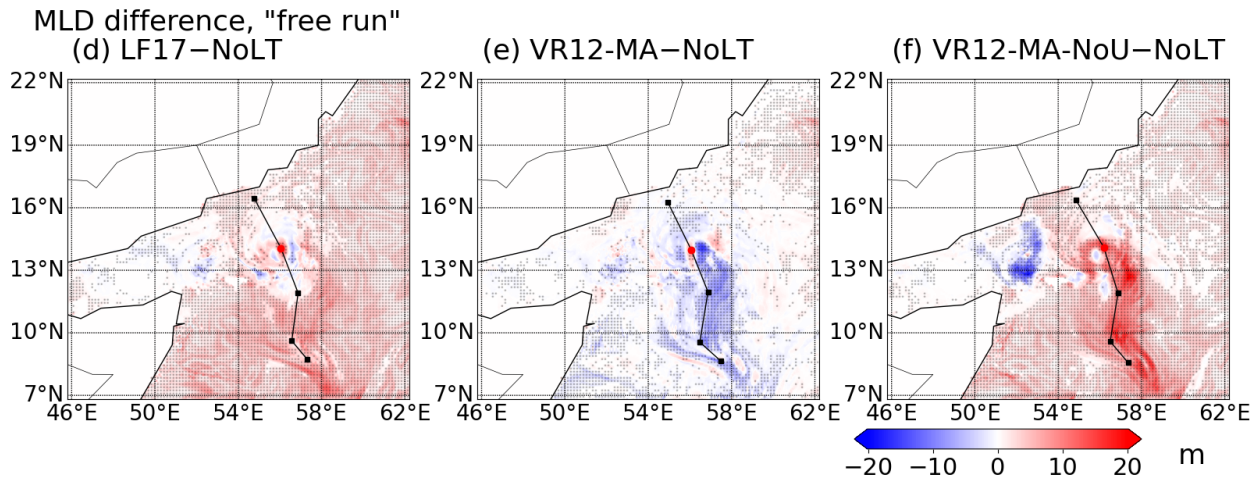 MLD difference, "free run"
(d) LF17−NoLT (e) VR12-MA−NoLT (f) VR12-MA-NoU−NoLT
22°N 22°N 22°N
19°N 19°N 19°N
16°N 16°N 16°N
13°N 13°N 13°N
10°N 10°N 10°N
7°N 7°N 7°N
46°E 50°E 54°E 58°E 62°E 46°E 50°E 54°E 58°E 62°E 46°E 50°E 54°E 58°E 62°E
−20 −10 0 10 20 m